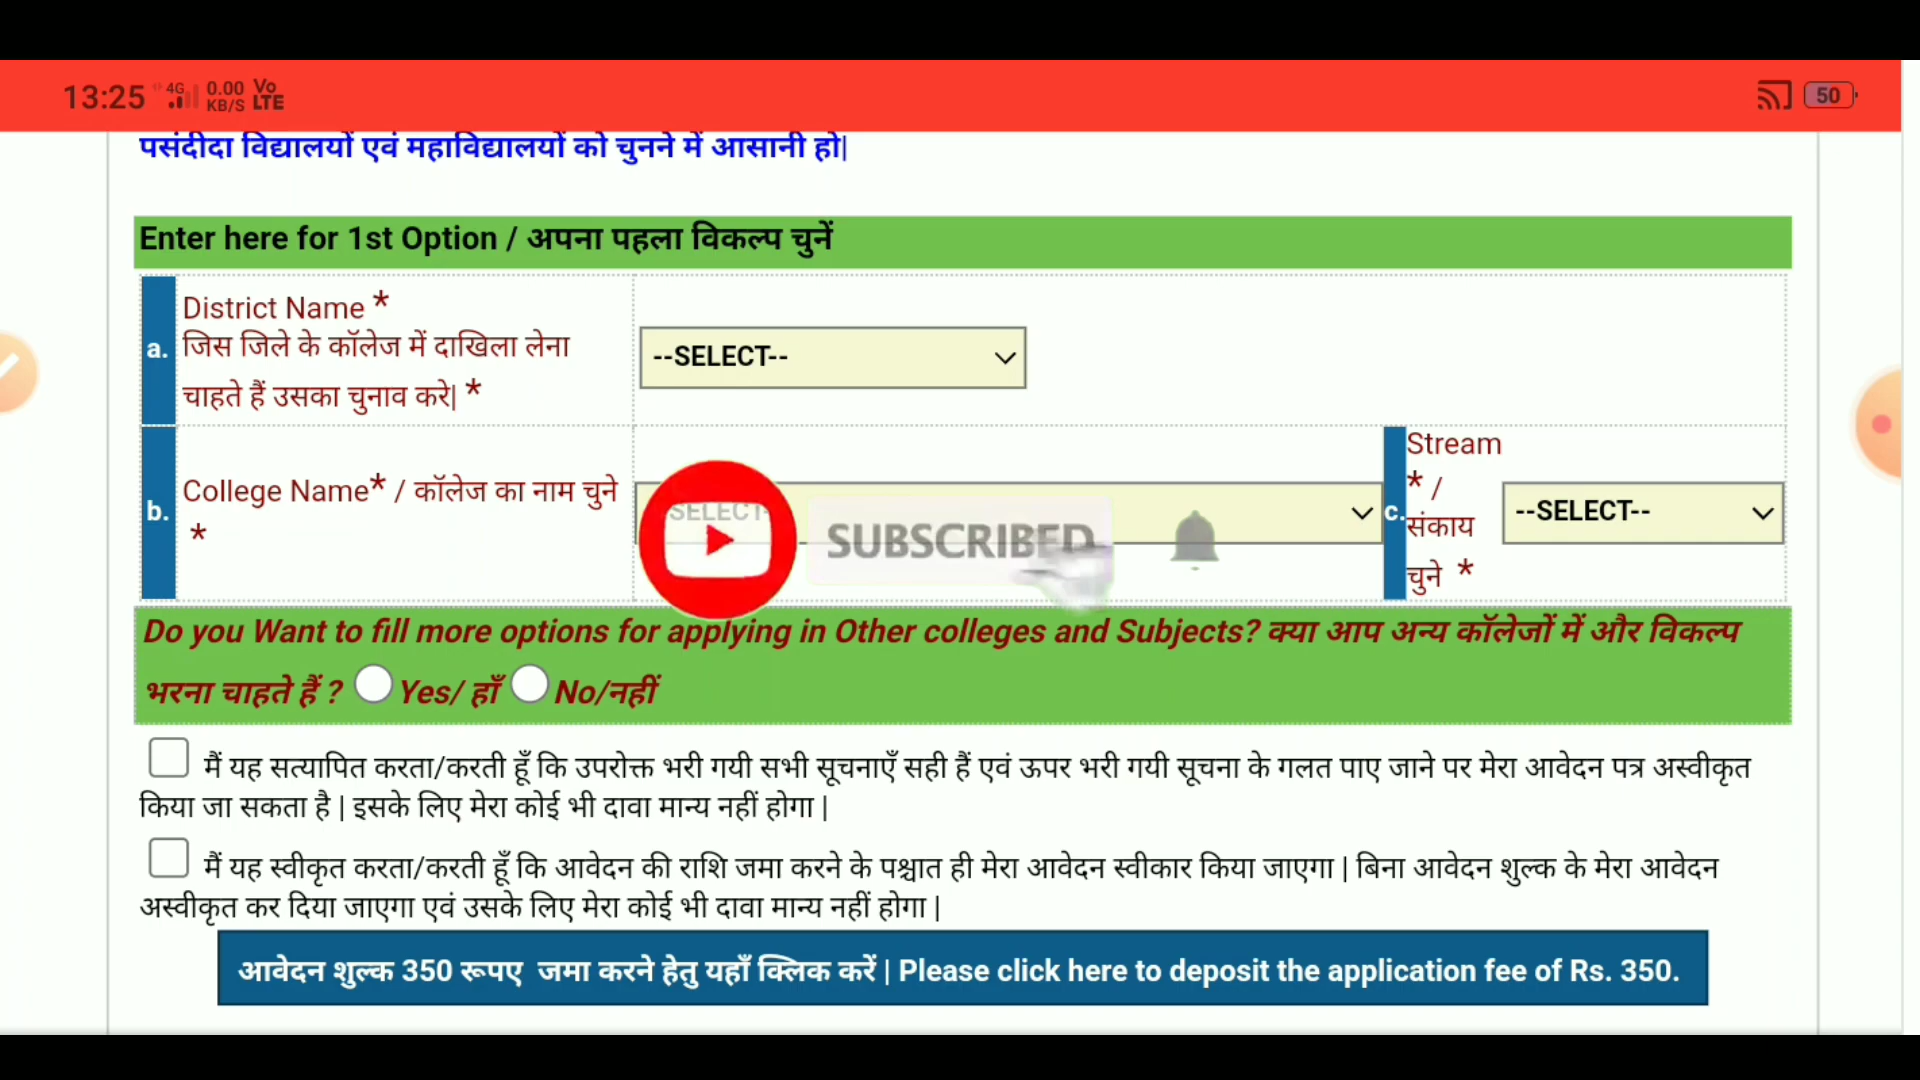 13:25 4G 0.00 KB/S Vo LTE 50
पसंदीदा विद्यालयों एवं महाविद्यालयों को चुनने में आसानी हो|
Enter here for 1st Option / अपना पहला विकल्प चुनें
a. District Name *
जिस जिले के कॉलेज में दाखिला लेना
चाहते हैं उसका चुनाव करे| *
--SELECT--
b. College Name* / कॉलेज का नाम चुने
*
SELECT
SUBSCRIBED
c. Stream
* /
संकाय
चुने *
--SELECT--
Do you Want to fill more options for applying in Other colleges and Subjects? क्या आप अन्य कॉलेजों में और विकल्प
भरना चाहते हैं ? Yes/ हाँ No/नहीं
मैं यह सत्यापित करता/करती हूँ कि उपरोक्त भरी गयी सभी सूचनाएँ सही हैं एवं ऊपर भरी गयी सूचना के गलत पाए जाने पर मेरा आवेदन पत्र अस्वीकृत
किया जा सकता है | इसके लिए मेरा कोई भी दावा मान्य नहीं होगा |
मैं यह स्वीकृत करता/करती हूँ कि आवेदन की राशि जमा करने के पश्चात ही मेरा आवेदन स्वीकार किया जाएगा | बिना आवेदन शुल्क के मेरा आवेदन
अस्वीकृत कर दिया जाएगा एवं उसके लिए मेरा कोई भी दावा मान्य नहीं होगा |
आवेदन शुल्क 350 रूपए जमा करने हेतु यहाँ क्लिक करें | Please click here to deposit the application fee of Rs. 350.